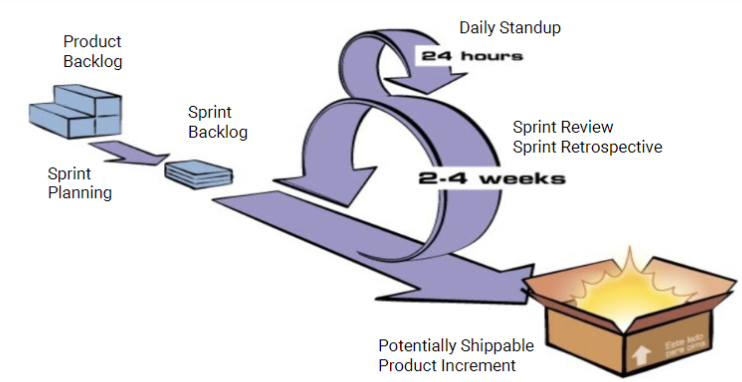 Product
Backlog
Sprint
Planning
Sprint
Backlog
Daily Standup
24 hours
Sprint Review
Sprint Retrospective
2-4 weeks
Potentially Shippable
Product Increment
Este lado
para cima